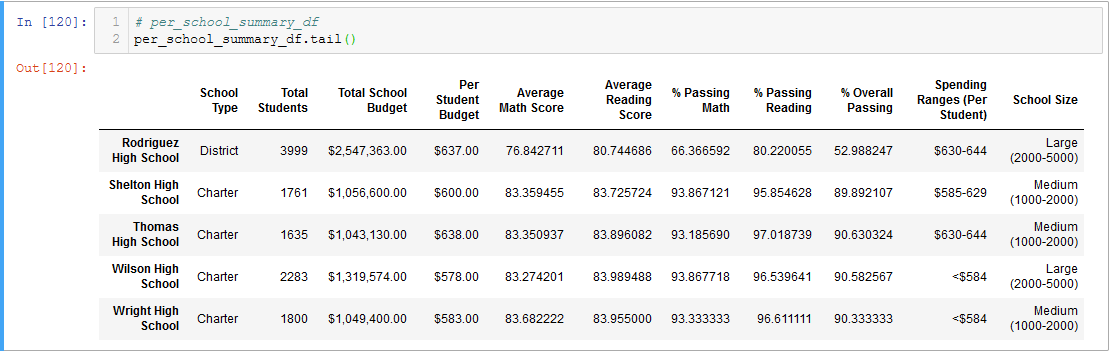 In [120]: 1 # per_school_summary_df
2 per_school_summary_df.tail()
Out[120]:
School Type Total Students Total School Budget Per Student Budget Average Math Score Average Reading Score % Passing Math % Passing Reading % Overall Passing Spending Ranges (Per Student) School Size
Rodriguez High School District 3999 $2,547,363.00 $637.00 76.842711 80.744686 66.366592 80.220055 52.988247 $630-644 Large (2000-5000)
Shelton High School Charter 1761 $1,056,600.00 $600.00 83.359455 83.725724 93.867121 95.854628 89.892107 $585-629 Medium (1000-2000)
Thomas High School Charter 1635 $1,043,130.00 $638.00 83.350937 83.896082 93.185690 97.018739 90.630324 $630-644 Medium (1000-2000)
Wilson High School Charter 2283 $1,319,574.00 $578.00 83.274201 83.989488 93.867718 96.539641 90.582567 <$584 Large (2000-5000)
Wright High School Charter 1800 $1,049,400.00 $583.00 83.682222 83.955000 93.333333 96.611111 90.333333 <$584 Medium (1000-2000)